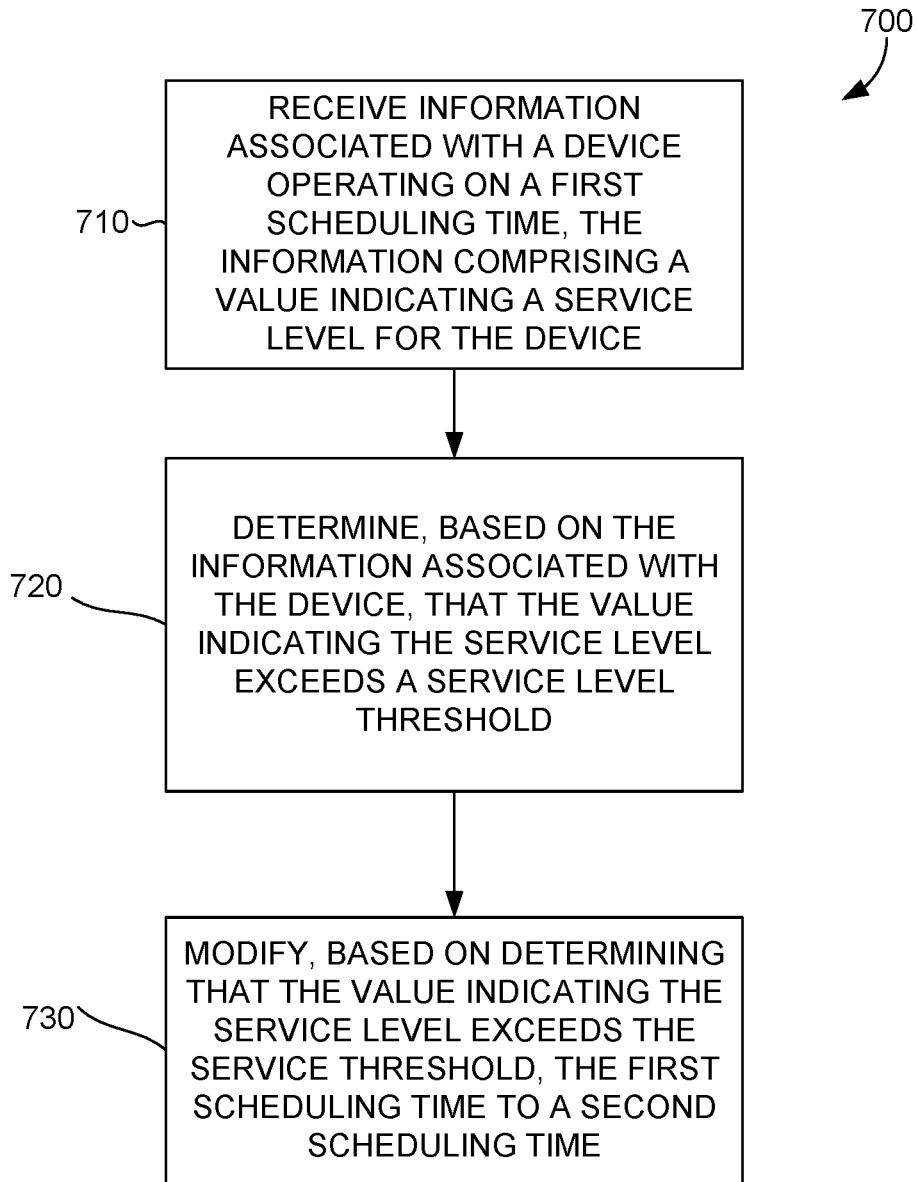 700
RECEIVE INFORMATION
ASSOCIATED WITH A DEVICE
OPERATING ON A FIRST
SCHEDULING TIME, THE
INFORMATION COMPRISING A
VALUE INDICATING A SERVICE
LEVEL FOR THE DEVICE
710
DETERMINE, BASED ON THE
INFORMATION ASSOCIATED WITH
THE DEVICE, THAT THE VALUE
INDICATING THE SERVICE LEVEL
EXCEEDS A SERVICE LEVEL
THRESHOLD
720
MODIFY, BASED ON DETERMINING
THAT THE VALUE INDICATING THE
SERVICE LEVEL EXCEEDS THE
SERVICE THRESHOLD, THE FIRST
SCHEDULING TIME TO A SECOND
SCHEDULING TIME
730